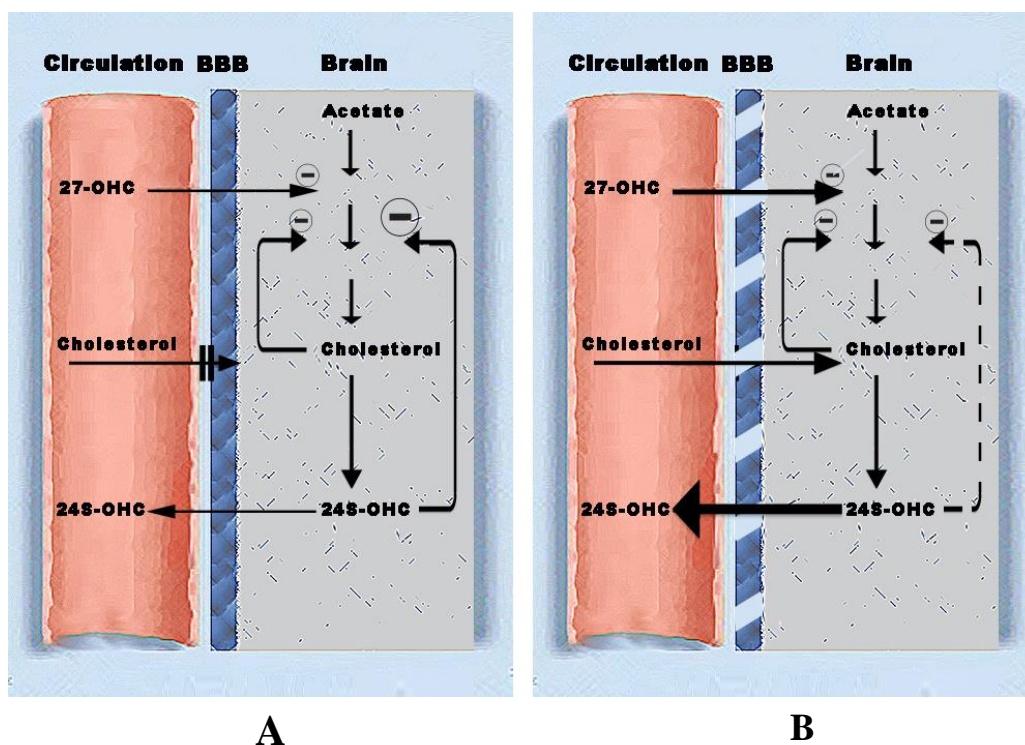 Circulation BBB Brain
Acetate
27-OHC
Cholesterol Cholesterol
24S-OHC 24S-OHC
A
Circulation BBB Brain
Acetate
27-OHC
Cholesterol Cholesterol
24S-OHC 24S-OHC
B